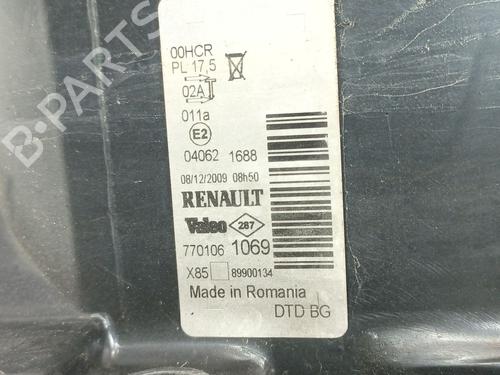 00HCR
PL 17,5
02A
011a
E2
04062 1688
08/12/2009 08h50
RENAULT
Valeo 287
770106 1069
X85 89900134
Made in Romania
DTD BG